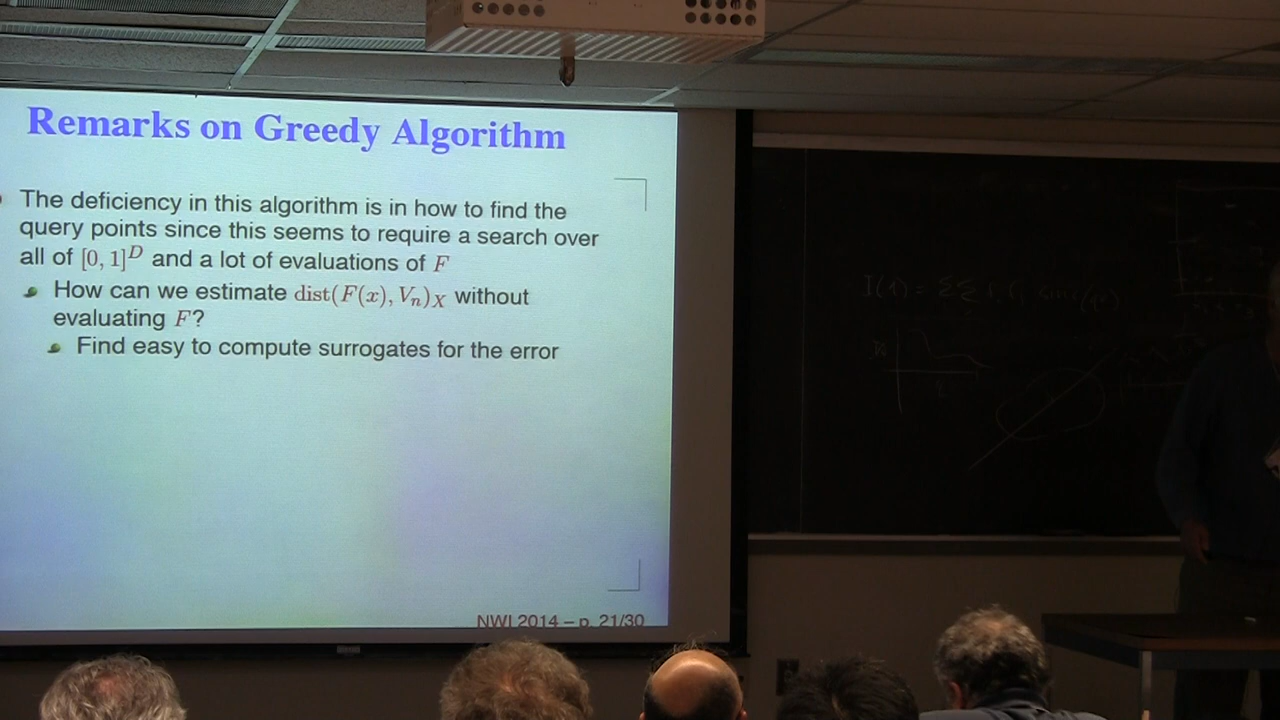 Remarks on Greedy Algorithm
The deficiency in this algorithm is in how to find the
query points since this seems to require a search over
all of [0, 1]^D and a lot of evaluations of F
How can we estimate dist(F(x), V_n)_X without
evaluating F?
Find easy to compute surrogates for the error
NWI 2014 – p. 21/30